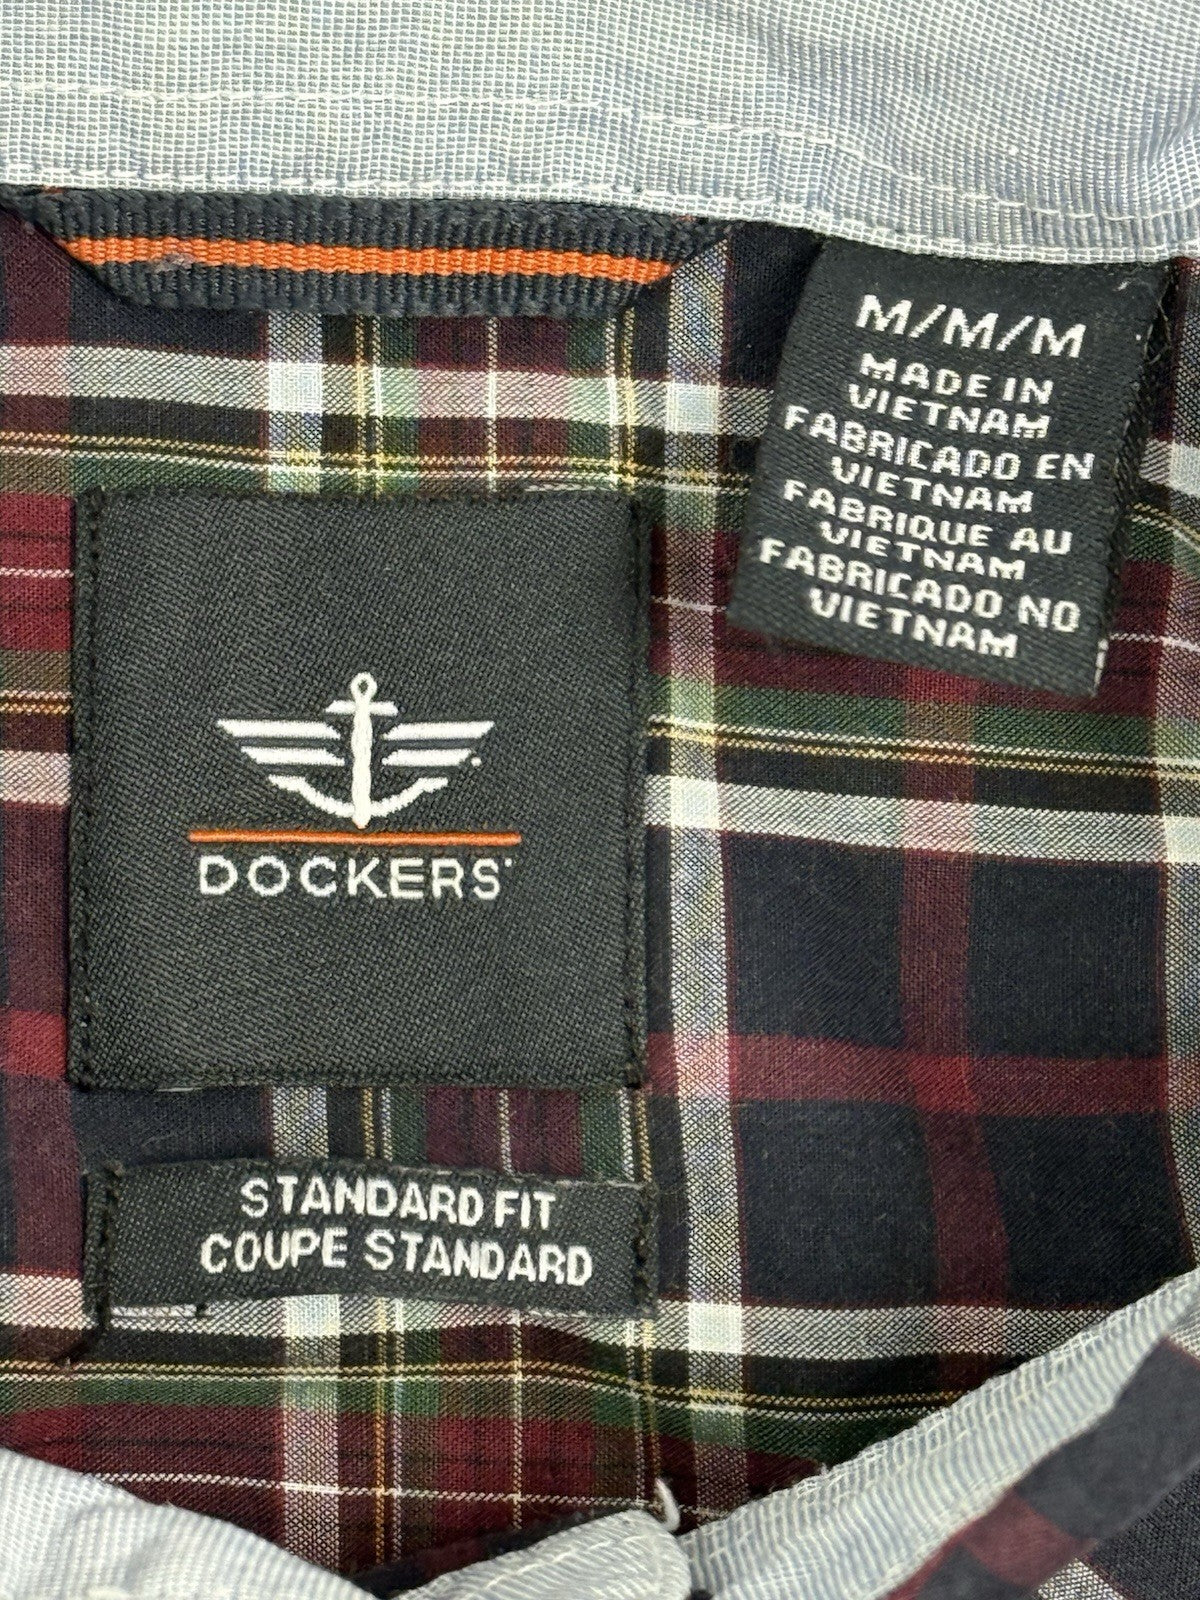 M/M/M
MADE IN
VIETNAM
FABRICADO EN
VIETNAM
FABRIQUE AU
VIETNAM
FABRICADO NO
VIETNAM
DOCKERS
STANDARD FIT
COUPE STANDARD